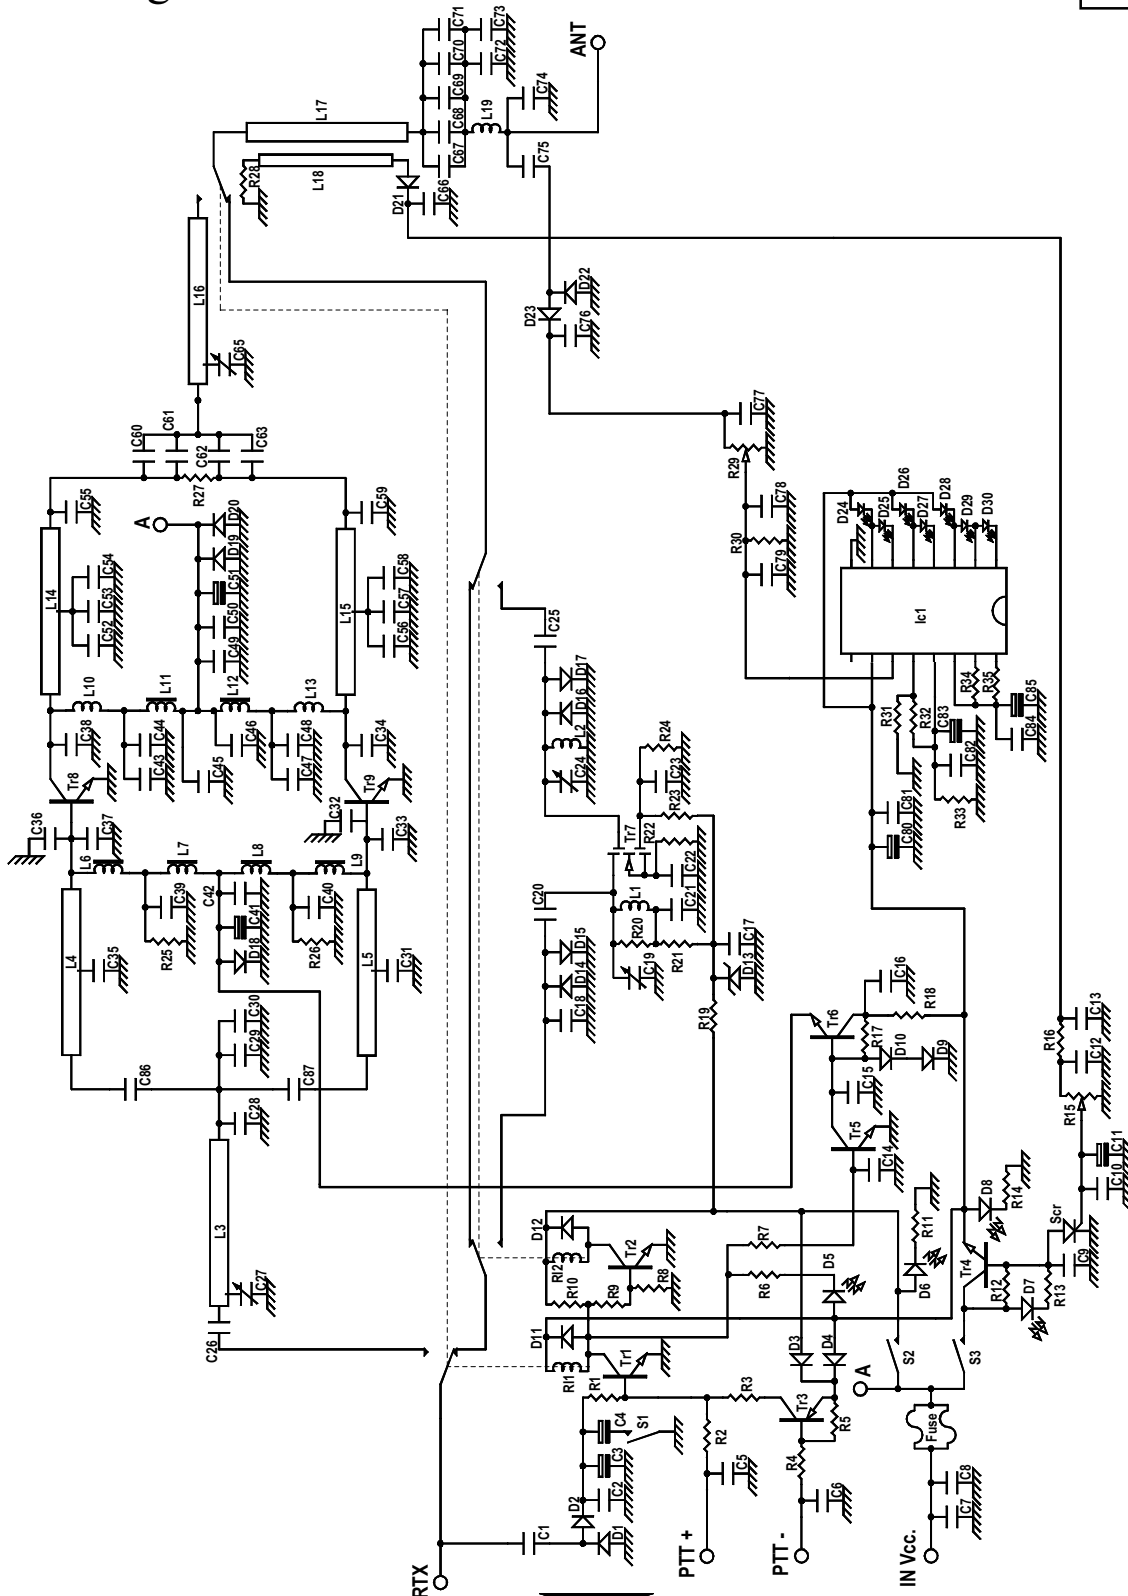 RTX
PTT +
PTT -
IN Vcc.
ANT
A
A
C1
D1
D2
C2
C3
C4
S1
R1
Rl1
D11
Tr1
R2
C5
R3
R4
C6
Tr3
R5
D3
D4
D5
R6
R7
Rl2
D12
R10
R9
R8
Tr2
Fuse
C7
C8
S2
S3
D6
R11
Tr4
R12
D7
R13
C9
Scr
D8
R14
C10
C11
R15
C12
R16
C13
C14
Tr5
C15
Tr6
R17
D10
D9
C16
R18
R19
D13
C17
C18
D14
D15
C20
C19
R20
L1
R21
C21
C22
R22
Tr7
R23
C23
R24
C24
L2
D16
D17
C25
C26
C27
L3
C28
C86
C87
C29
C30
L4
C35
L5
C31
R25
C39
D18
C41
C42
R26
C40
L6
L7
L8
L9
C36
C37
C32
C33
Tr8
Tr9
C38
C34
C43
C44
C45
C46
C47
C48
L10
L11
L12
L13
C49
C50
C51
D19
D20
L14
C52
C53
C54
C55
L15
C56
C57
C58
C59
R27
C60
C61
C62
C63
L16
C65
L17
L18
R28
D21
C66
C67
C68
C69
C70
C71
C72
C73
L19
C74
C75
D22
D23
C76
C77
R29
C78
R30
C79
Ic1
D24
D25
D26
D27
D28
D29
D30
R31
R32
R33
C82
C83
R34
R35
C84
C85
C80
C81